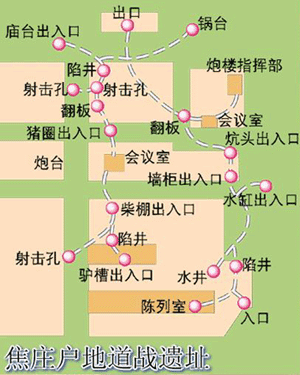 出口
锅台
庙台出入口
陷井
炮楼指挥部
射击孔
射击孔
翻板
会议室
翻板
猪圈出入口
炕头出入口
炮台
会议室
墙柜出入口
水缸出入口
柴棚出入口
陷井
射击孔
驴槽出入口
水井
陷井
陈列室
入口
焦庄户地道战遗址